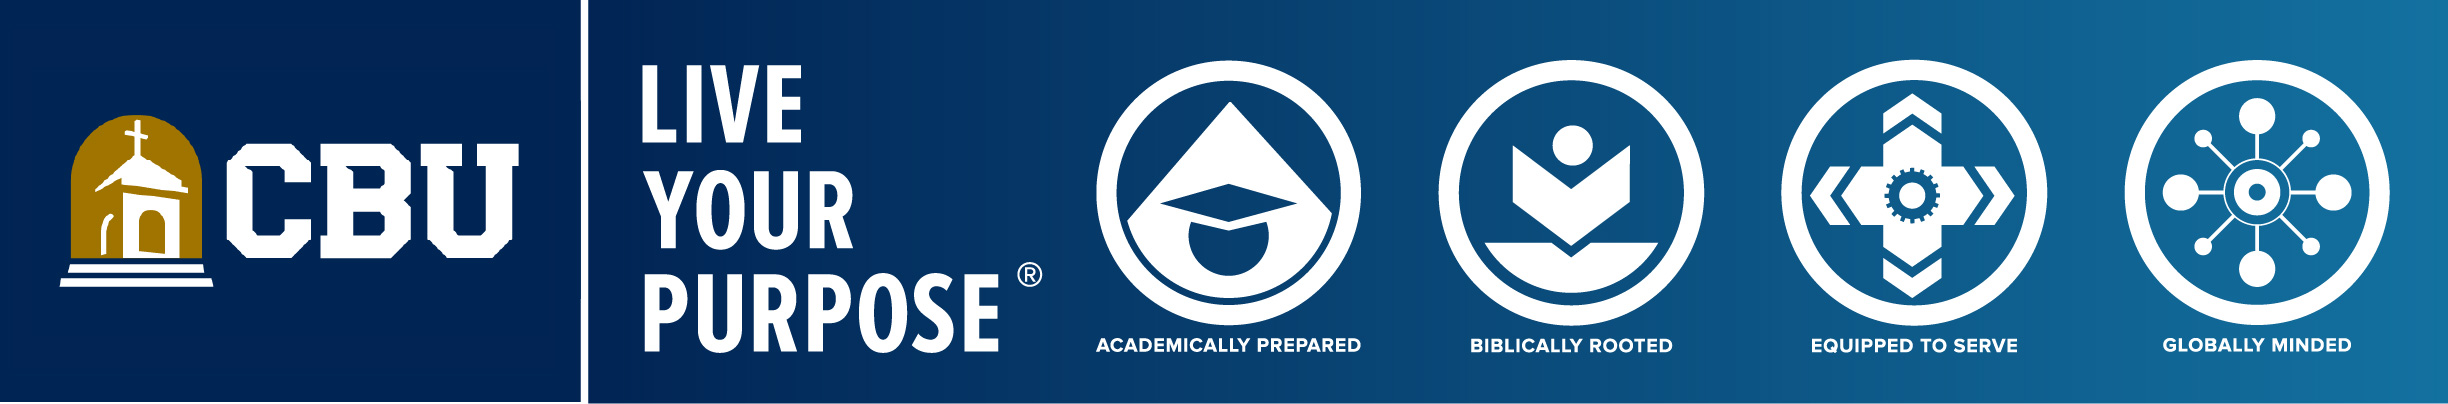 CBU
LIVE
YOUR
PURPOSE ®
ACADEMICALLY PREPARED
BIBLICALLY ROOTED
EQUIPPED TO SERVE
GLOBALLY MINDED